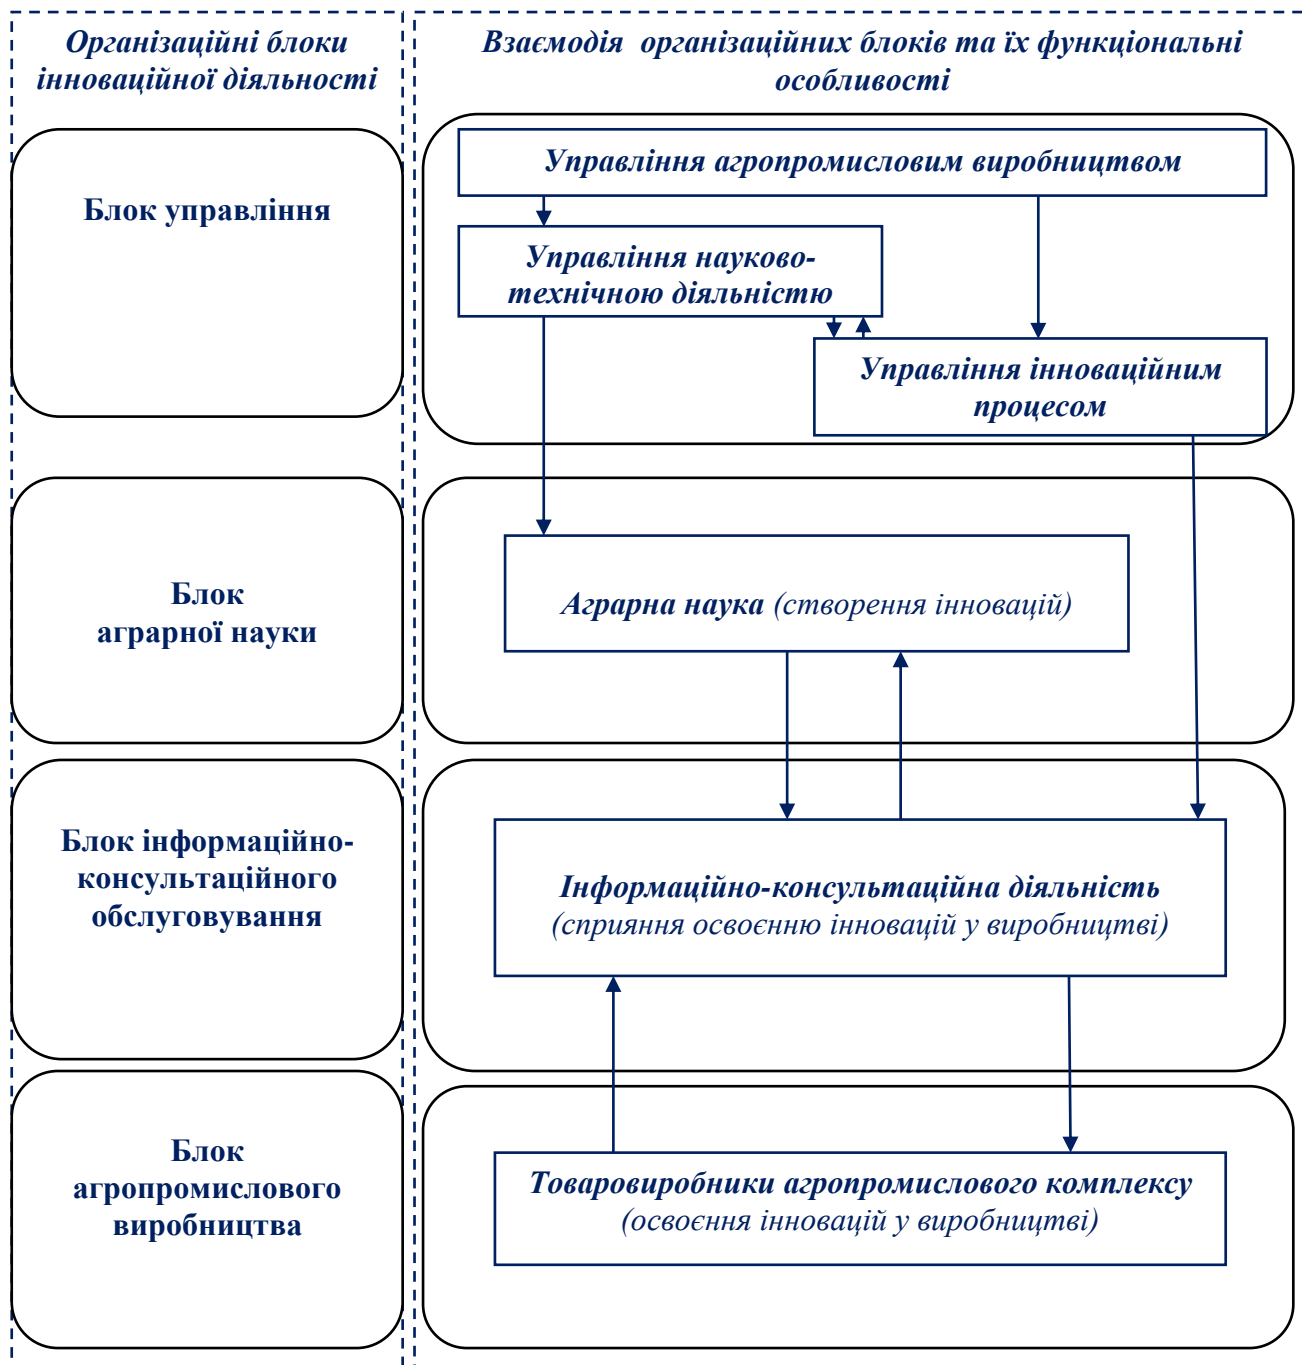 Організаційні блоки
інноваційної діяльності
Взаємодія організаційних блоків та їх функціональні
особливості
Блок управління
Управління агропромисловим виробництвом
Управління науково-
технічною діяльністю
Управління інноваційним
процесом
Блок
аграрної науки
Аграрна наука (створення інновацій)
Блок інформаційно-
консультаційного
обслуговування
Інформаційно-консультаційна діяльність
(сприяння освоєнню інновацій у виробництві)
Блок
агропромислового
виробництва
Товаровиробники агропромислового комплексу
(освоєння інновацій у виробництві)